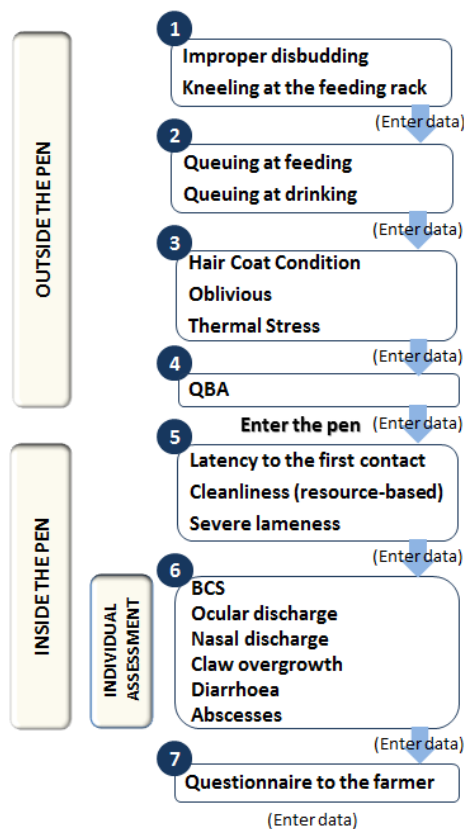 OUTSIDE THE PEN
1
Improper disbudding
Kneeling at the feeding rack
(Enter data)
2
Queuing at feeding
Queuing at drinking
(Enter data)
3
Hair Coat Condition
Oblivious
Thermal Stress
(Enter data)
4
QBA
Enter the pen (Enter data)
INSIDE THE PEN
5
Latency to the first contact
Cleanliness (resource-based)
Severe lameness
(Enter data)
INDIVIDUAL
ASSESSMENT
6
BCS
Ocular discharge
Nasal discharge
Claw overgrowth
Diarrhoea
Abscesses
(Enter data)
7
Questionnaire to the farmer
(Enter data)